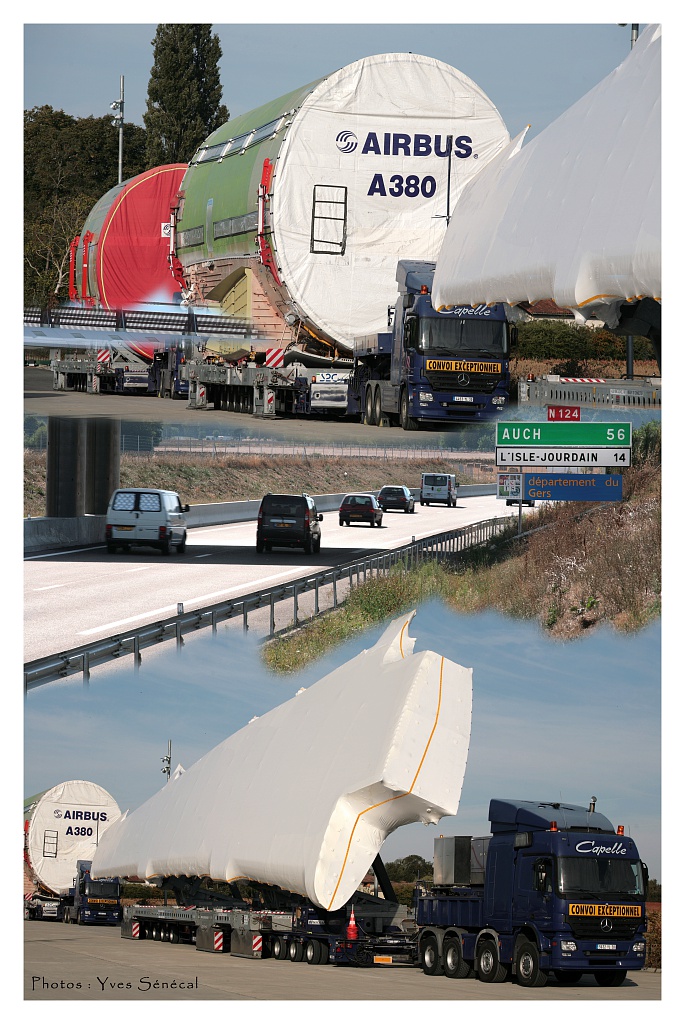 AIRBUS
A380
Capelle
CONVOI EXCEPTIONNEL
N 124
AUCH 56
L'ISLE-JOURDAIN 14
département du
Gers
AIRBUS
A380
Capelle
CONVOI EXCEPTIONNEL
Photos : Yves Sénécal